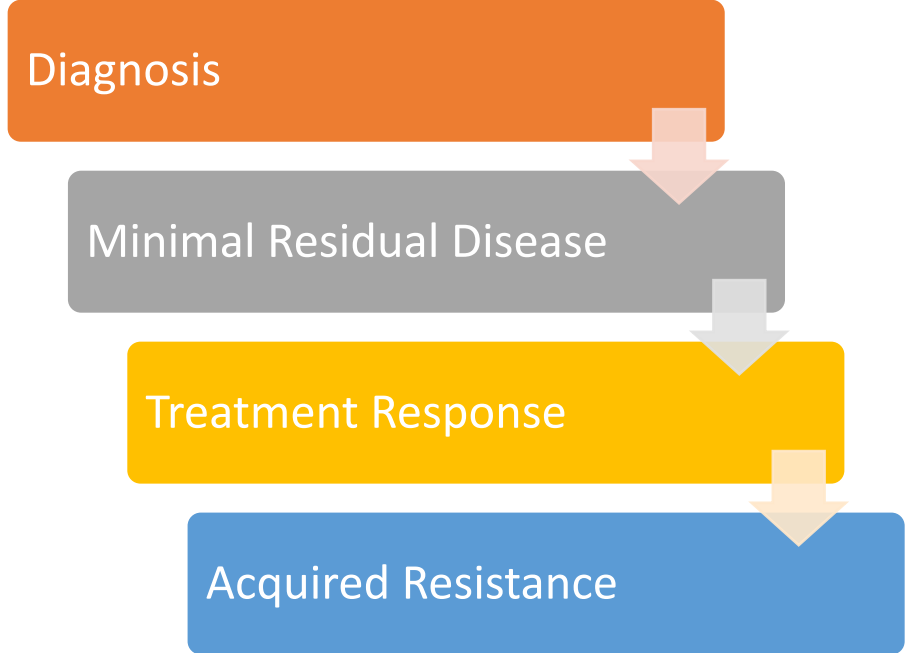 Diagnosis
Minimal Residual Disease
Treatment Response
Acquired Resistance